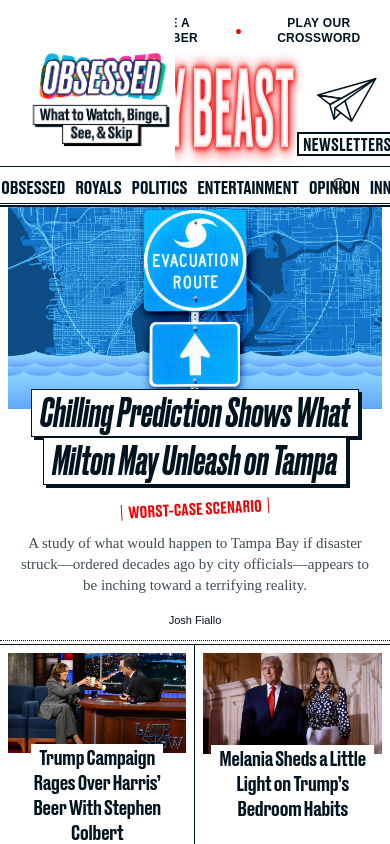 E A
BER
PLAY OUR
CROSSWORD
OBSESSED
What to Watch, Binge,
See, & Skip
Y BEAST
NEWSLETTERS
OBSESSED ROYALS POLITICS ENTERTAINMENT OPINION INN
EVACUATION
ROUTE
Chilling Prediction Shows What
Milton May Unleash on Tampa
WORST-CASE SCENARIO
A study of what would happen to Tampa Bay if disaster
struck—ordered decades ago by city officials—appears to
be inching toward a terrifying reality.
Josh Fiallo
LATE
Trump Campaign
Rages Over Harris’
Beer With Stephen
Colbert
Melania Sheds a Little
Light on Trump’s
Bedroom Habits